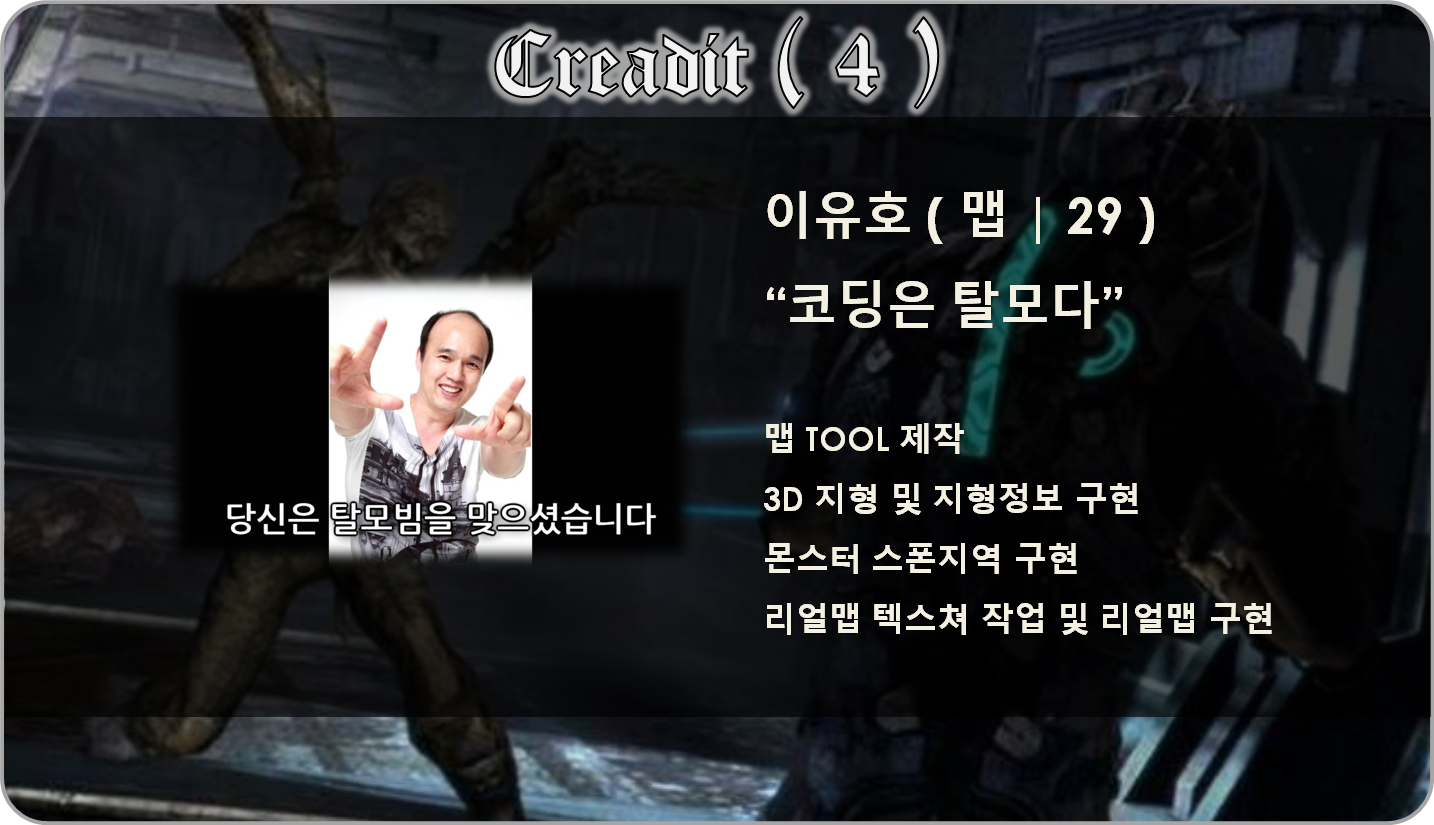 Creadit ( 4 )
이유호 ( 맵 | 29 )
“코딩은 탈모다”
당신은 탈모빔을 맞으셨습니다
맵 TOOL 제작
3D 지형 및 지형정보 구현
몬스터 스폰지역 구현
리얼맵 텍스쳐 작업 및 리얼맵 구현